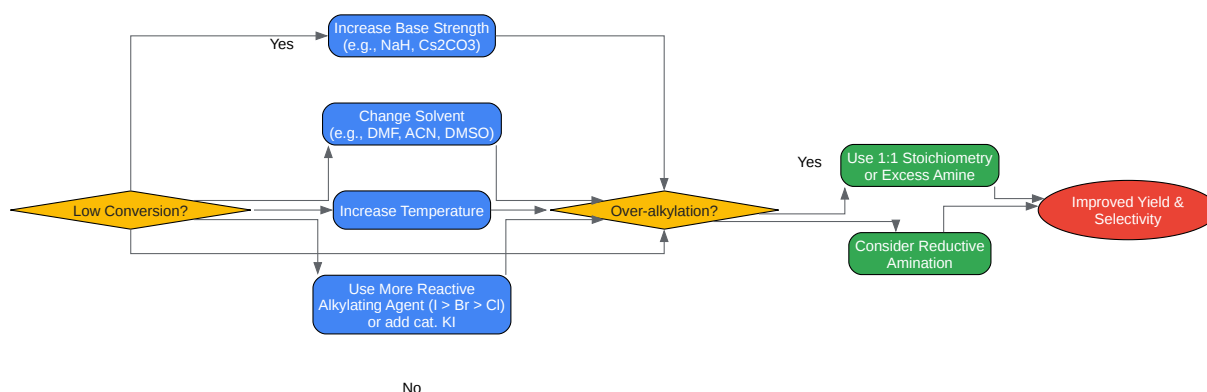 Increase Base Strength
(e.g., NaH, Cs2CO3)
Yes
Change Solvent
(e.g., DMF, ACN, DMSO)
Low Conversion?
Increase Temperature
Use More Reactive
Alkylating Agent (I > Br > Cl)
or add cat. KI
Over-alkylation?
Yes
Use 1:1 Stoichiometry
or Excess Amine
Consider Reductive
Amination
Improved Yield &
Selectivity
No